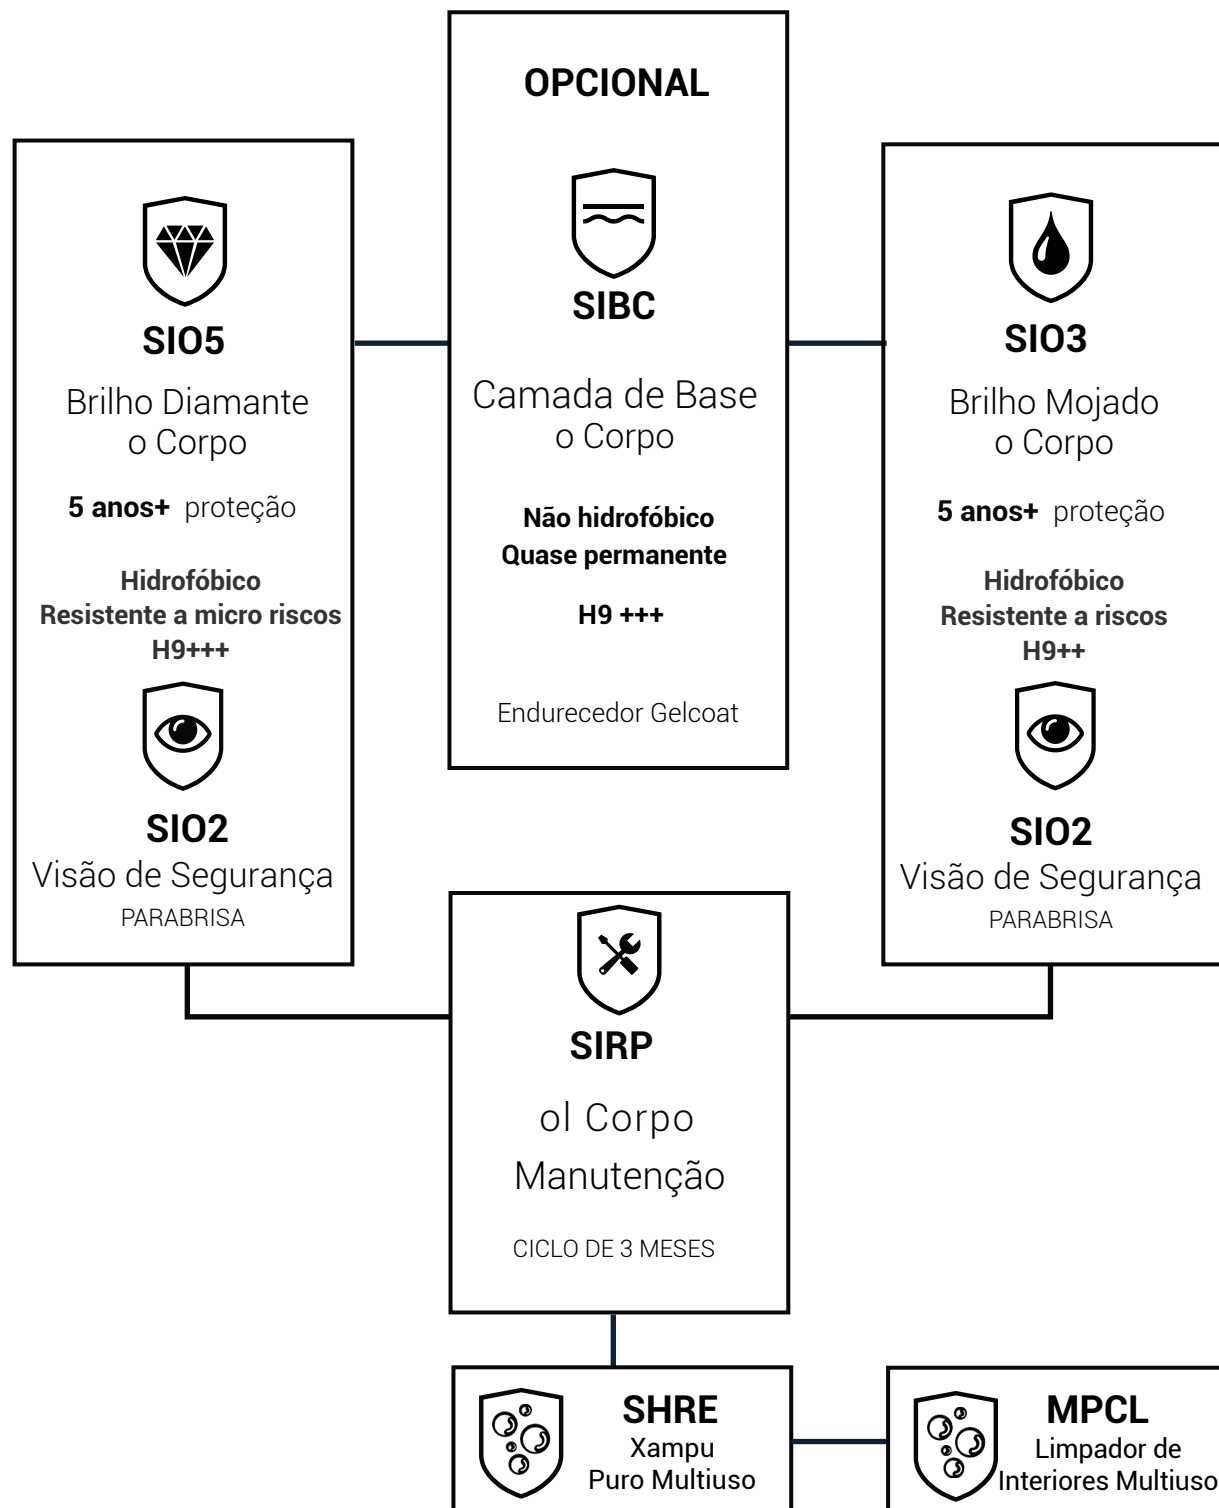 OPCIONAL
SIBC
Camada de Base
o Corpo
Não hidrofóbico
Quase permanente
H9 +++
Endurecedor Gelcoat
SIO5
Brilho Diamante
o Corpo
5 anos+ proteção
Hidrofóbico
Resistente a micro riscos
H9+++
SIO2
Visão de Segurança
PARABRISA
SIO3
Brilho Mojado
o Corpo
5 anos+ proteção
Hidrofóbico
Resistente a riscos
H9++
SIO2
Visão de Segurança
PARABRISA
SIRP
ol Corpo
Manutenção
CICLO DE 3 MESES
SHRE
Xampu
Puro Multiuso
MPCL
Limpador de
Interiores Multiuso